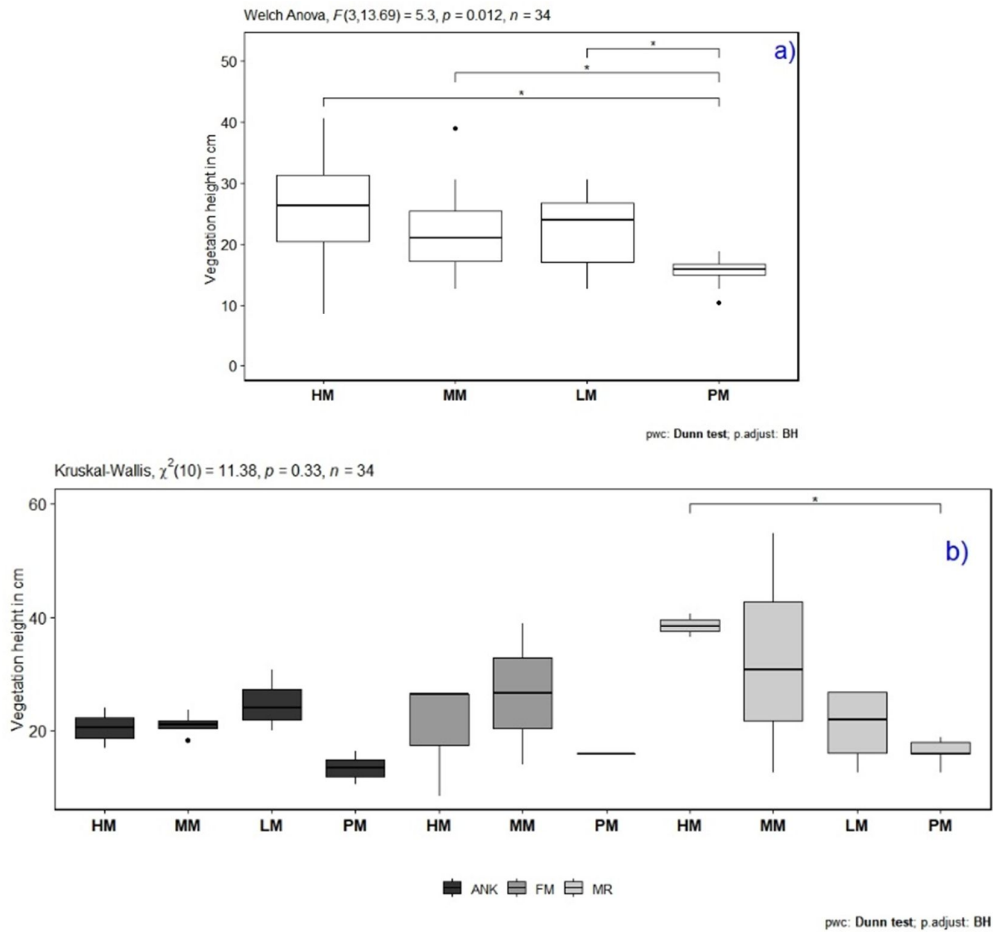 Welch Anova, F(3,13.69) = 5.3, p = 0.012, n = 34
a)
*
*
*
Vegetation height in cm
50
40
30
20
10
0
HM MM LM PM
pwc: Dunn test; p.adjust: BH
Kruskal-Wallis, χ²(10) = 11.38, p = 0.33, n = 34
*
b)
Vegetation height in cm
60
40
20
HM MM LM PM HM MM PM HM MM LM PM
ANK FM MR
pwc: Dunn test; p.adjust: BH